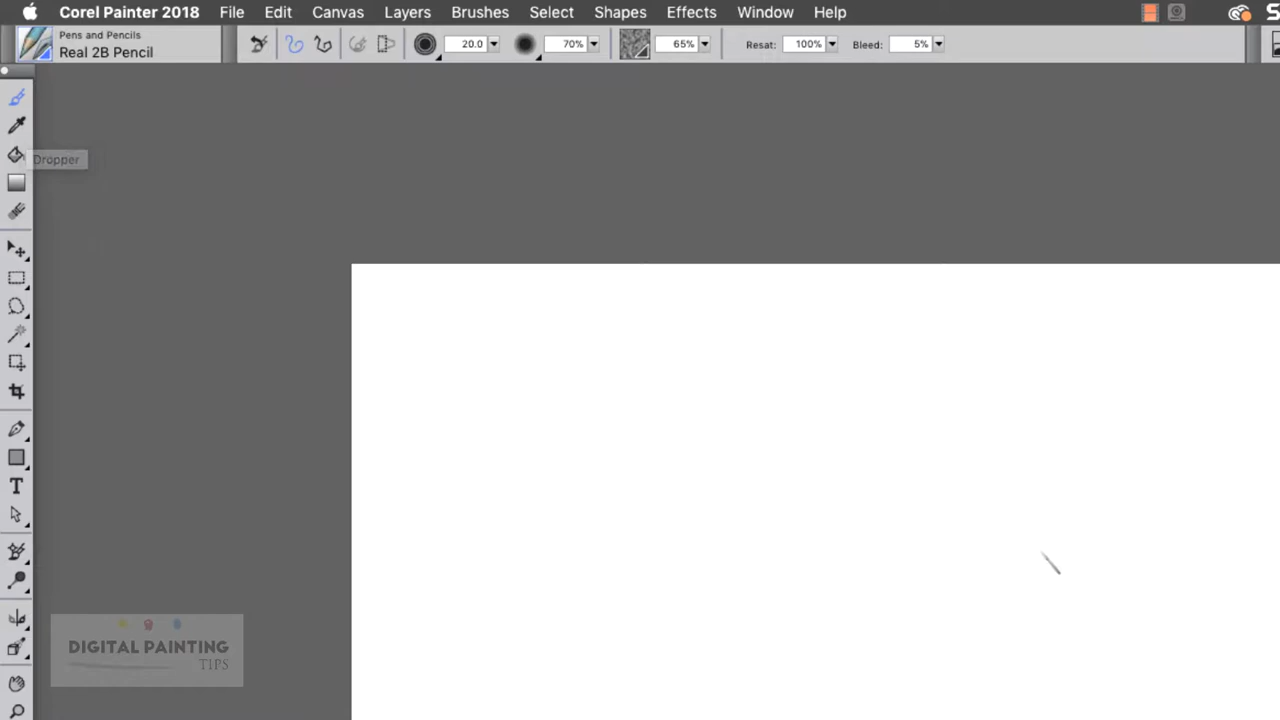 Corel Painter 2018 File Edit Canvas Layers Brushes Select Shapes Effects Window Help
Pens and Pencils
Real 2B Pencil
20.0 70% 65% Resat: 100% Bleed: 5%
Dropper
T
DIGITAL PAINTING
TIPS